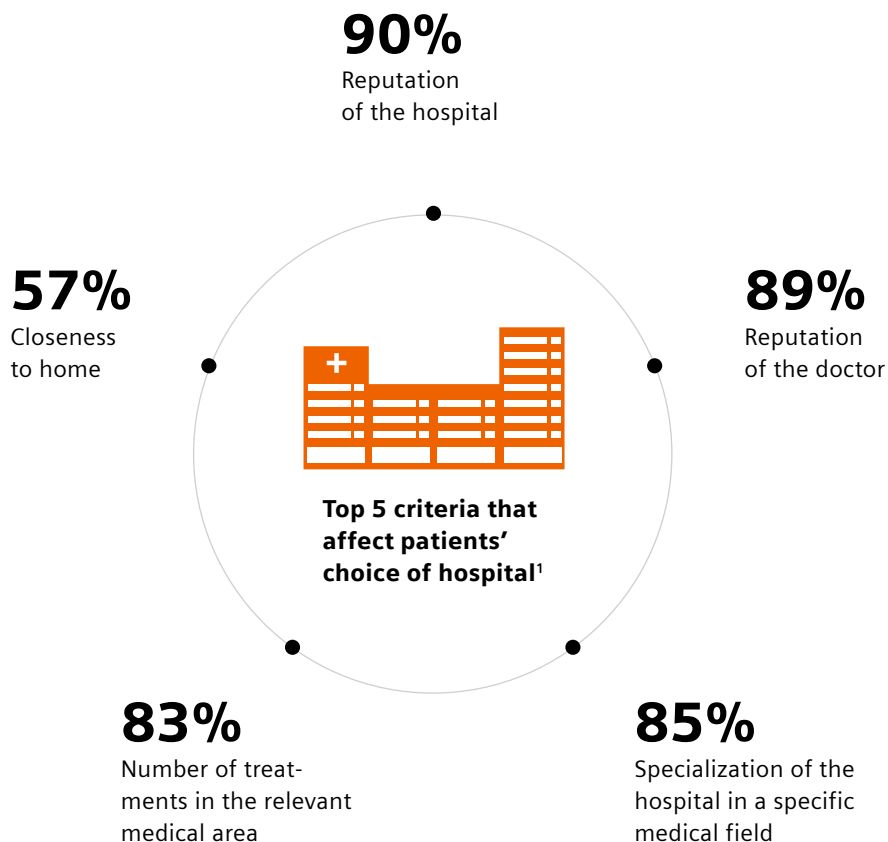 90%
Reputation
of the hospital
89%
Reputation
of the doctor
85%
Specialization of the
hospital in a specific
medical field
83%
Number of treat-
ments in the relevant
medical area
57%
Closeness
to home
Top 5 criteria that
affect patients’
choice of hospital¹